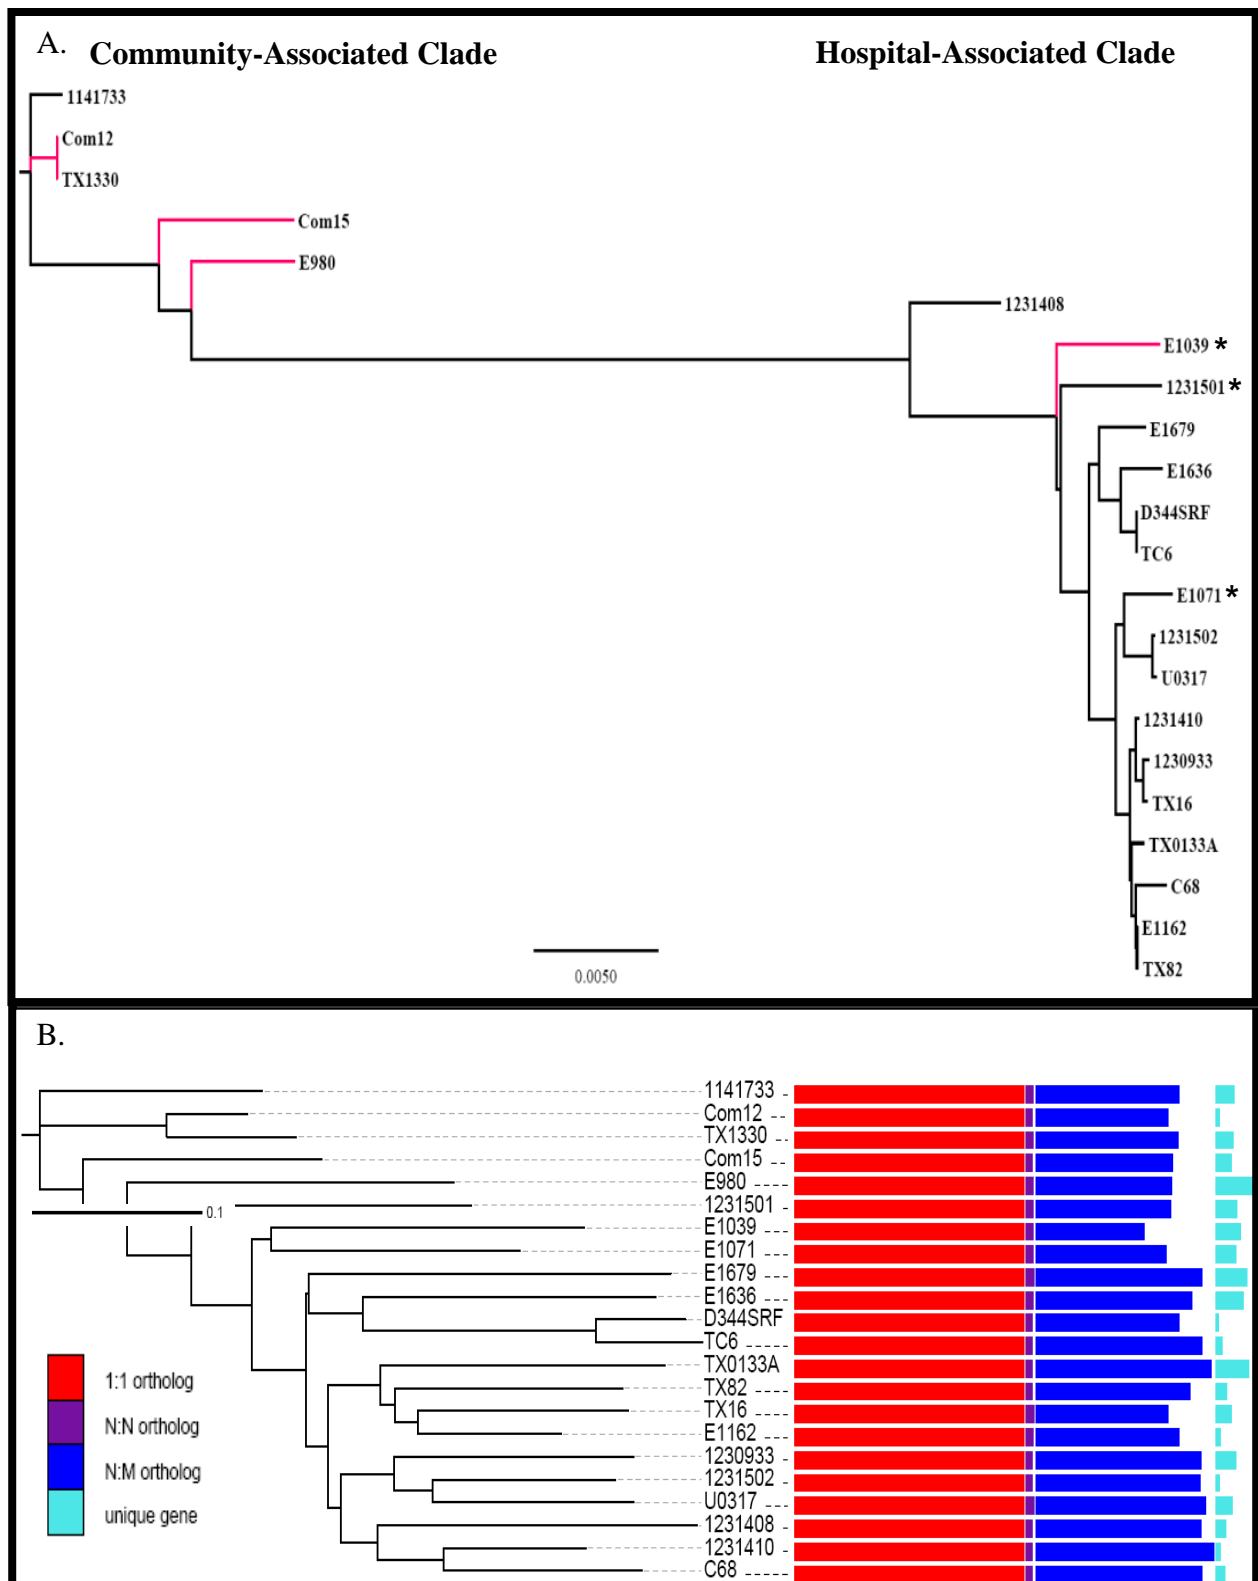 A. Community-Associated Clade Hospital-Associated Clade
1141733
Com12
TX1330
Com15
E980
1231408
E1039 *
1231501 *
E1679
E1636
D344SRF
TC6
E1071 *
1231502
U0317
1231410
1230933
TX16
TX0133A
C68
E1162
TX82
0.0050
B.
1141733
Com12
TX1330
Com15
E980
1231501
0.1
E1039
E1071
E1679
E1636
D344SRF
TC6
TX0133A
TX82
TX16
E1162
1230933
1231502
U0317
1231408
1231410
C68
1:1 ortholog
N:N ortholog
N:M ortholog
unique gene